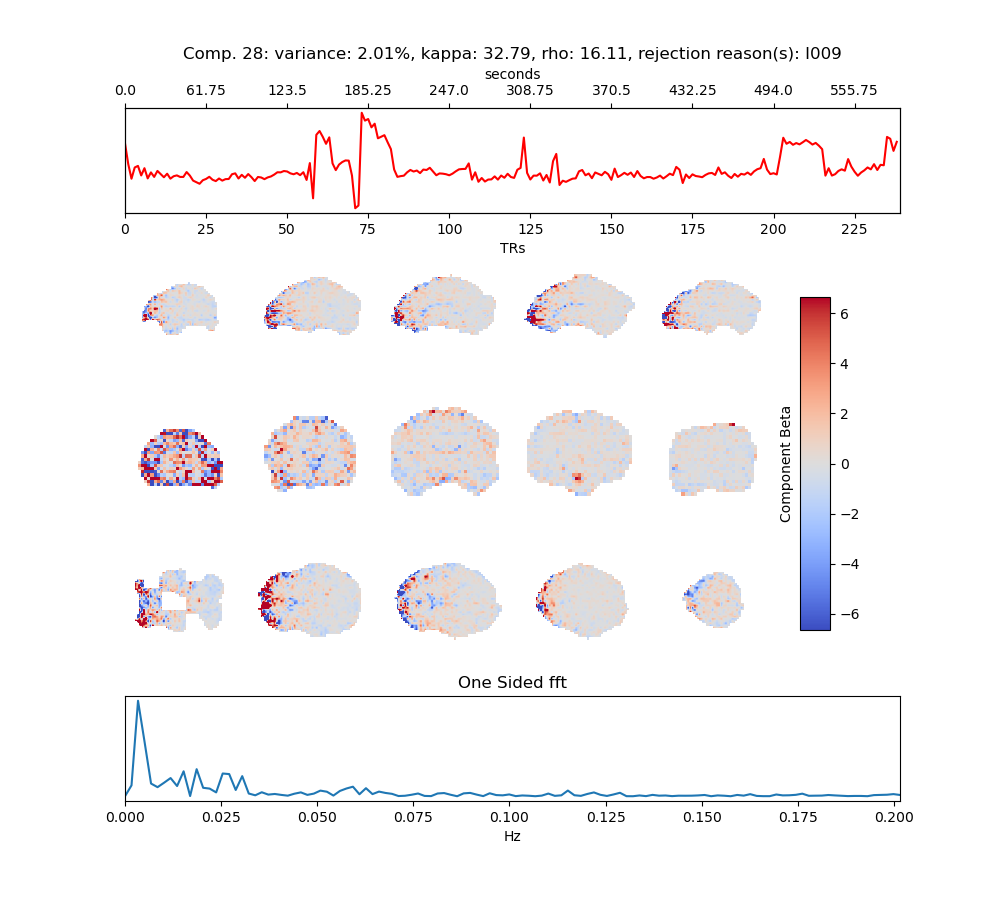 Comp. 28: variance: 2.01%, kappa: 32.79, rho: 16.11, rejection reason(s): I009
seconds
0.0 61.75 123.5 185.25 247.0 308.75 370.5 432.25 494.0 555.75
0 25 50 75 100 125 150 175 200 225
TRs
6
4
2
0
−2
−4
−6
Component Beta
One Sided fft
0.000 0.025 0.050 0.075 0.100 0.125 0.150 0.175 0.200
Hz